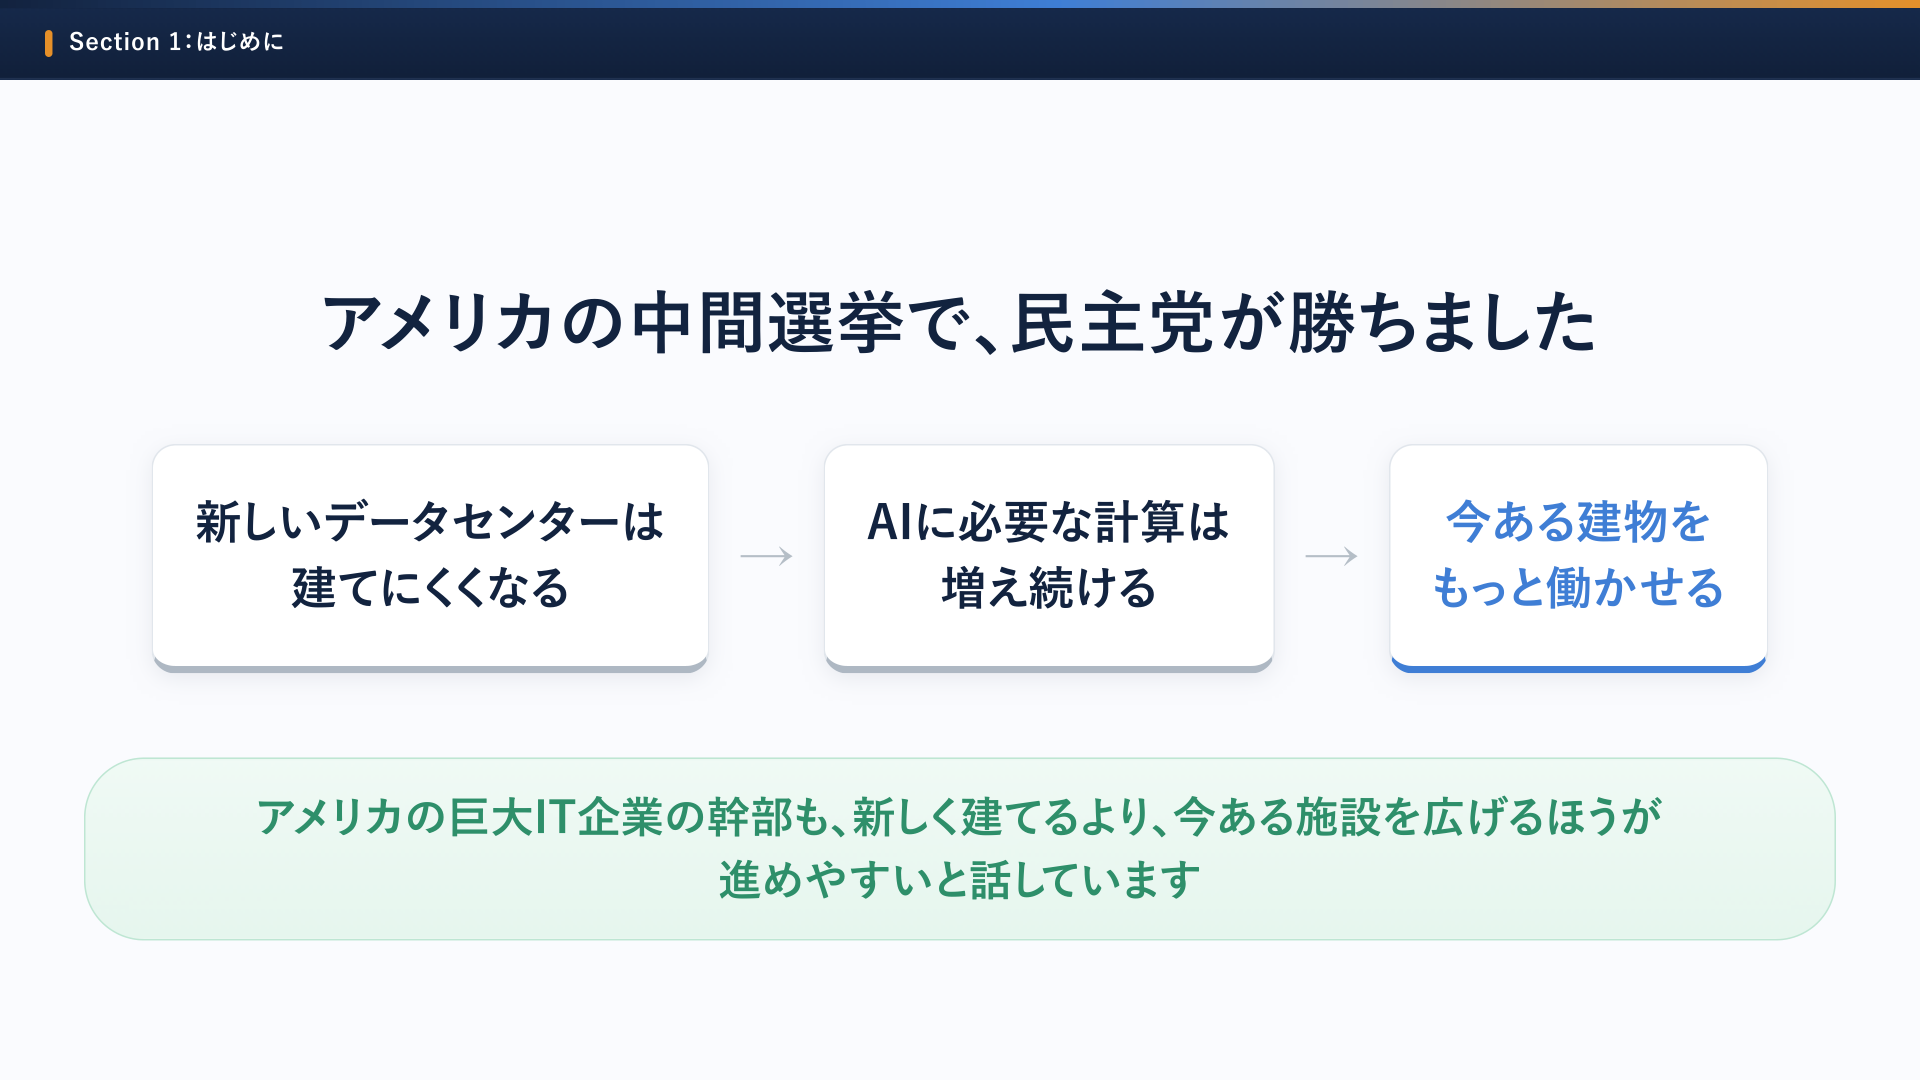 Section 1：はじめに
アメリカの中間選挙で、民主党が勝ちました
新しいデータセンターは
建てにくくなる
→
AIに必要な計算は
増え続ける
→
今ある建物を
もっと働かせる
アメリカの巨大IT企業の幹部も、新しく建てるより、今ある施設を広げるほうが
進めやすいと話しています